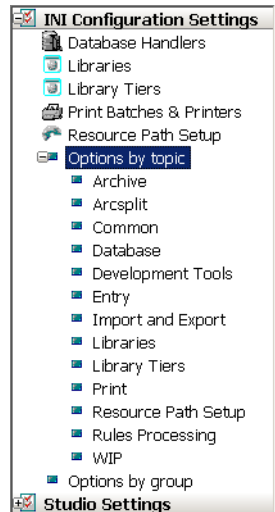 INI Configuration Settings
Database Handlers
Libraries
Library Tiers
Print Batches & Printers
Resource Path Setup
Options by topic
Archive
Arcsplit
Common
Database
Development Tools
Entry
Import and Export
Libraries
Library Tiers
Print
Resource Path Setup
Rules Processing
WIP
Options by group
Studio Settings